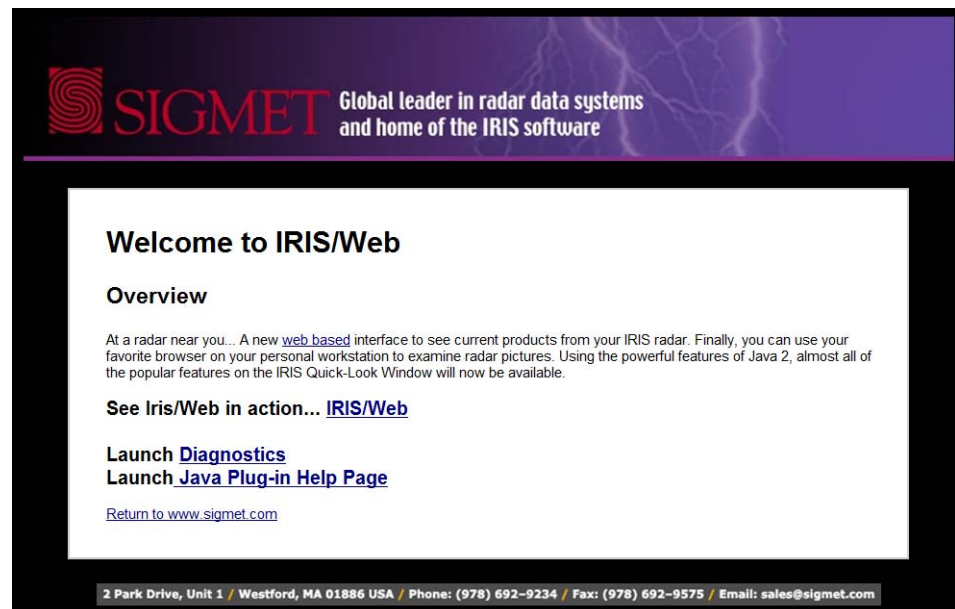 SIGMET
Global leader in radar data systems
and home of the IRIS software
Welcome to IRIS/Web
Overview
At a radar near you... A new web based interface to see current products from your IRIS radar. Finally, you can use your
favorite browser on your personal workstation to examine radar pictures. Using the powerful features of Java 2, almost all of
the popular features on the IRIS Quick-Look Window will now be available.
See Iris/Web in action... IRIS/Web
Launch Diagnostics
Launch Java Plug-in Help Page
Return to www.sigmet.com
2 Park Drive, Unit 1 / Westford, MA 01886 USA / Phone: (978) 692-9234 / Fax: (978) 692-9575 / Email: sales@sigmet.com